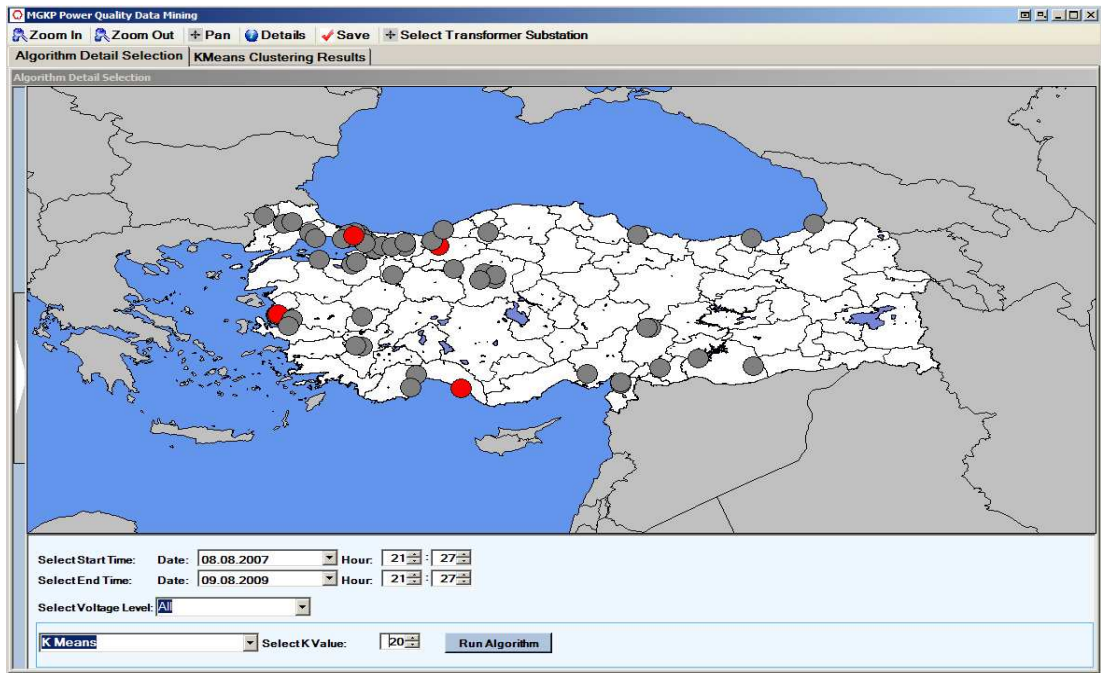 MGKP Power Quality Data Mining
Zoom In Zoom Out Pan Details Save Select Transformer Substation
Algorithm Detail Selection KMeans Clustering Results
Algorithm Detail Selection
Select Start Time: Date: 08.08.2007 Hour: 21 : 27
Select End Time: Date: 09.08.2009 Hour: 21 : 27
Select Voltage Level: All
K Means Select K Value: 20 Run Algorithm